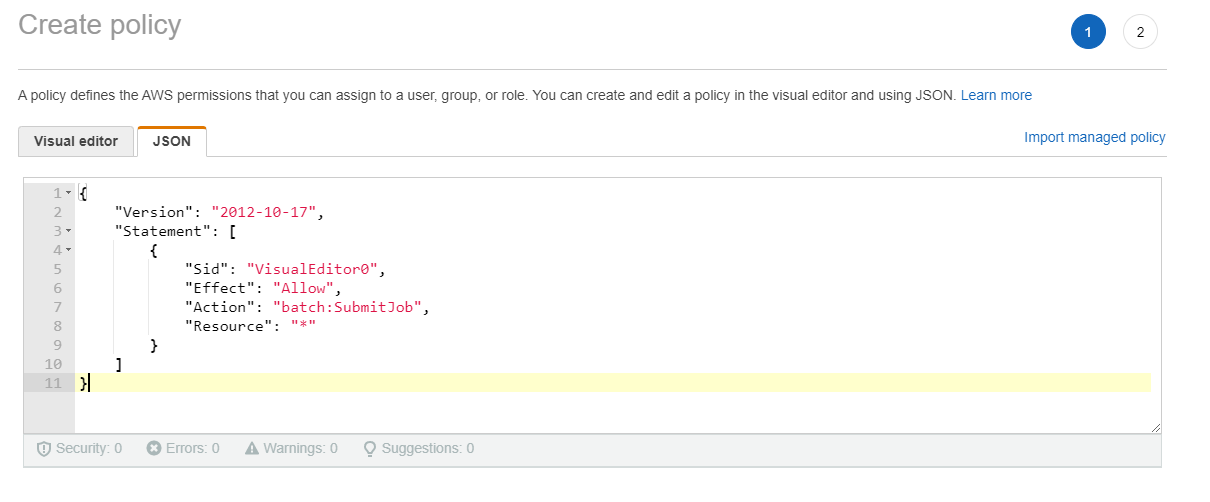 Create policy
1
2
A policy defines the AWS permissions that you can assign to a user, group, or role. You can create and edit a policy in the visual editor and using JSON. Learn more
Visual editor
JSON
Import managed policy
1 {
2 "Version": "2012-10-17",
3 "Statement": [
4 {
5 "Sid": "VisualEditor0",
6 "Effect": "Allow",
7 "Action": "batch:SubmitJob",
8 "Resource": "*"
9 }
10 ]
11 }
Security: 0 Errors: 0 Warnings: 0 Suggestions: 0